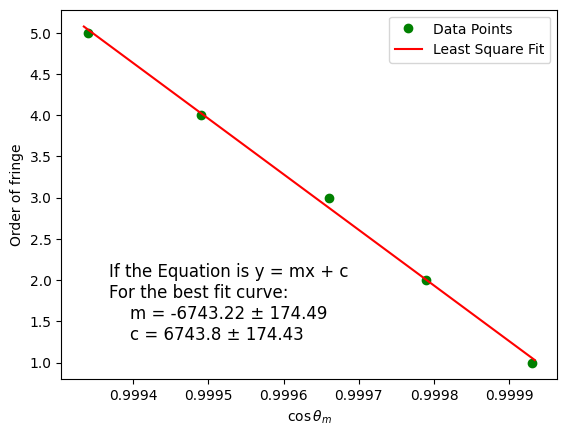 Data Points
Least Square Fit
5.0
4.5
4.0
3.5
3.0
2.5
2.0
1.5
1.0
Order of fringe
If the Equation is y = mx + c
For the best fit curve:
m = -6743.22 ± 174.49
c = 6743.8 ± 174.43
0.9994 0.9995 0.9996 0.9997 0.9998 0.9999
cos θₘ